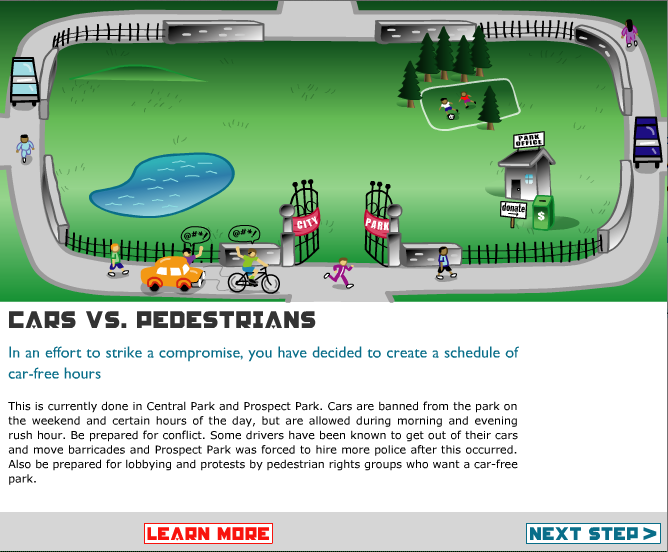 PARK
OFFICE
donate
$
CITY PARK
@#*!
@#*!
CARS VS. PEDESTRIANS
In an effort to strike a compromise, you have decided to create a schedule of
car-free hours
This is currently done in Central Park and Prospect Park. Cars are banned from the park on
the weekend and certain hours of the day, but are allowed during morning and evening
rush hour. Be prepared for conflict. Some drivers have been known to get out of their cars
and move barricades and Prospect Park was forced to hire more police after this occurred.
Also be prepared for lobbying and protests by pedestrian rights groups who want a car-free
park.
LEARN MORE
NEXT STEP >